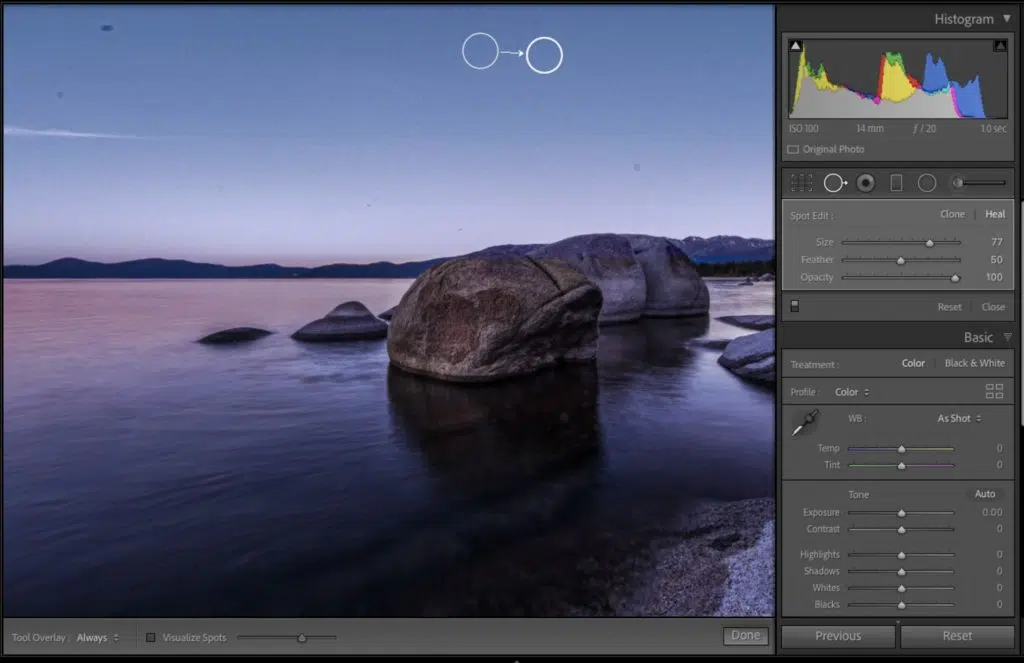 Histogram
ISO 100 14 mm ƒ / 20 1.0 sec
Original Photo
Spot Edit : Clone Heal
Size 77
Feather 50
Opacity 100
Reset Close
Basic
Treatment : Color Black & White
Profile : Color
WB : As Shot
Temp 0
Tint 0
Tone Auto
Exposure 0.00
Contrast 0
Highlights 0
Shadows 0
Whites 0
Blacks 0
Tool Overlay : Always Visualize Spots Done
Previous Reset